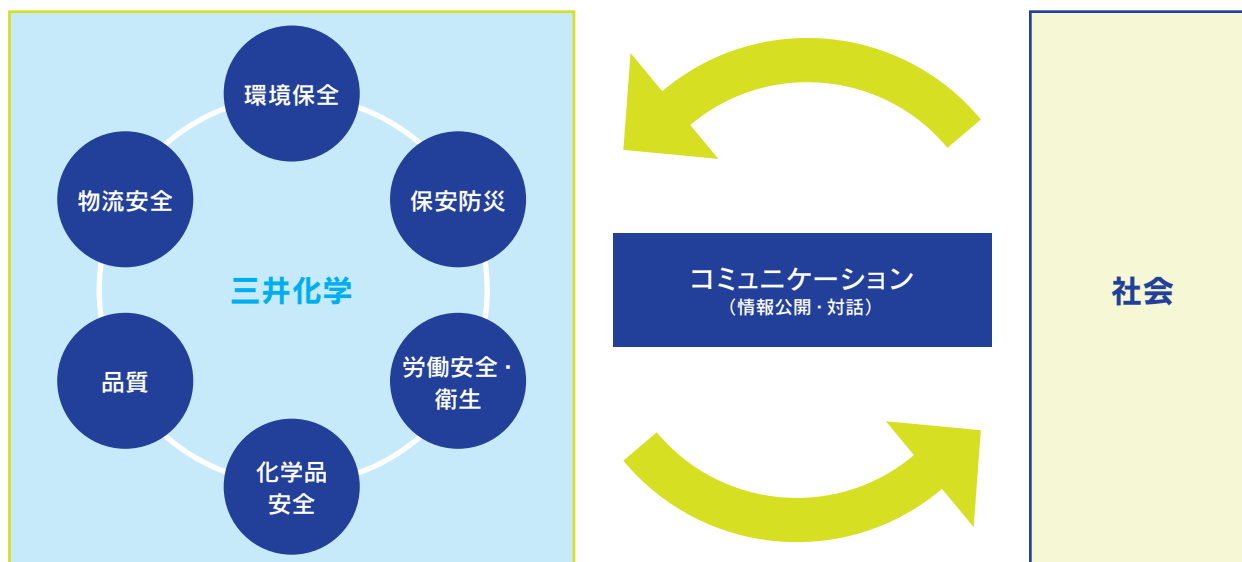 環境保全
物流安全
保安防災
三井化学
品質
労働安全・
衛生
化学品
安全
コミュニケーション
（情報公開・対話）
社会